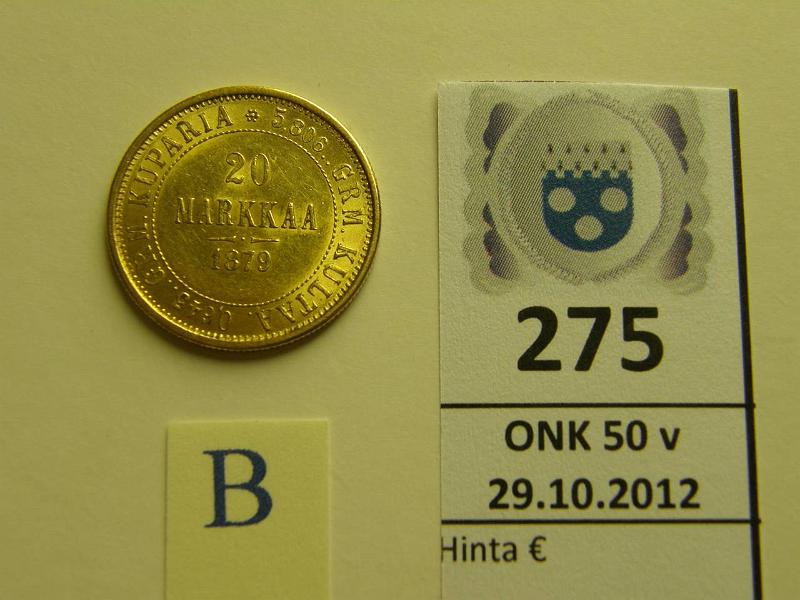 5.806.. GRM. KULTAA. 0.645. GRM. KUPARIA
20
MARKKAA
1879
B
275
ONK 50 v
29.10.2012
Hinta €